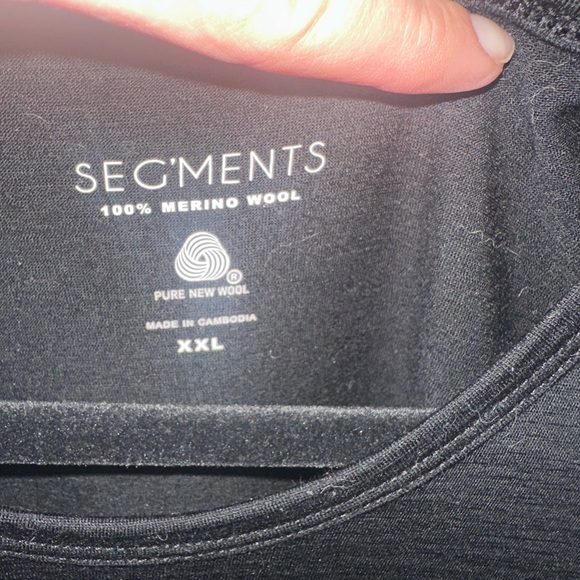 SEG'MENTS
100% MERINO WOOL
®
PURE NEW WOOL
MADE IN CAMBODIA
XXL